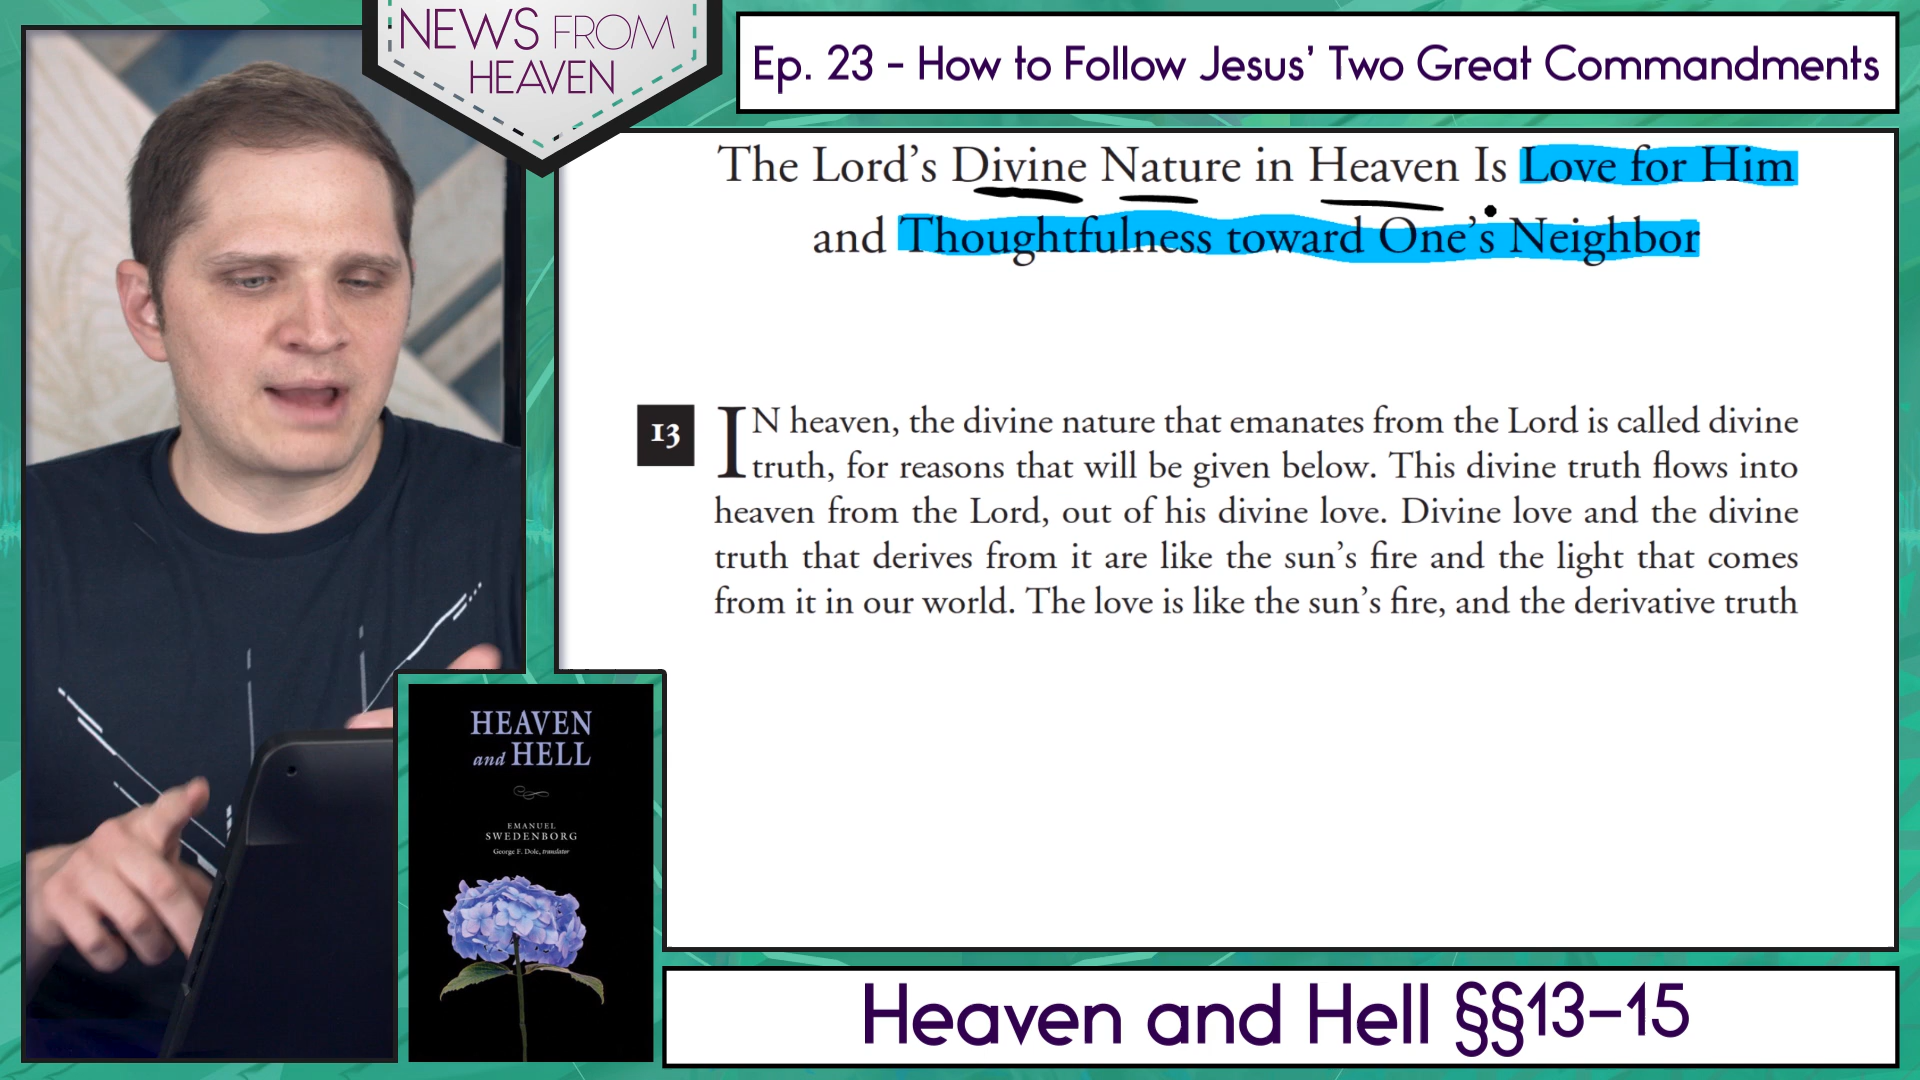 NEWS FROM
HEAVEN
Ep. 23 - How to Follow Jesus' Two Great Commandments
The Lord's Divine Nature in Heaven Is Love for Him
and Thoughtfulness toward One's Neighbor
13
IN heaven, the divine nature that emanates from the Lord is called divine
truth, for reasons that will be given below. This divine truth flows into
heaven from the Lord, out of his divine love. Divine love and the divine
truth that derives from it are like the sun's fire and the light that comes
from it in our world. The love is like the sun's fire, and the derivative truth
HEAVEN
and HELL
EMANUEL
SWEDENBORG
George F. Dole, translator
Heaven and Hell §§13–15